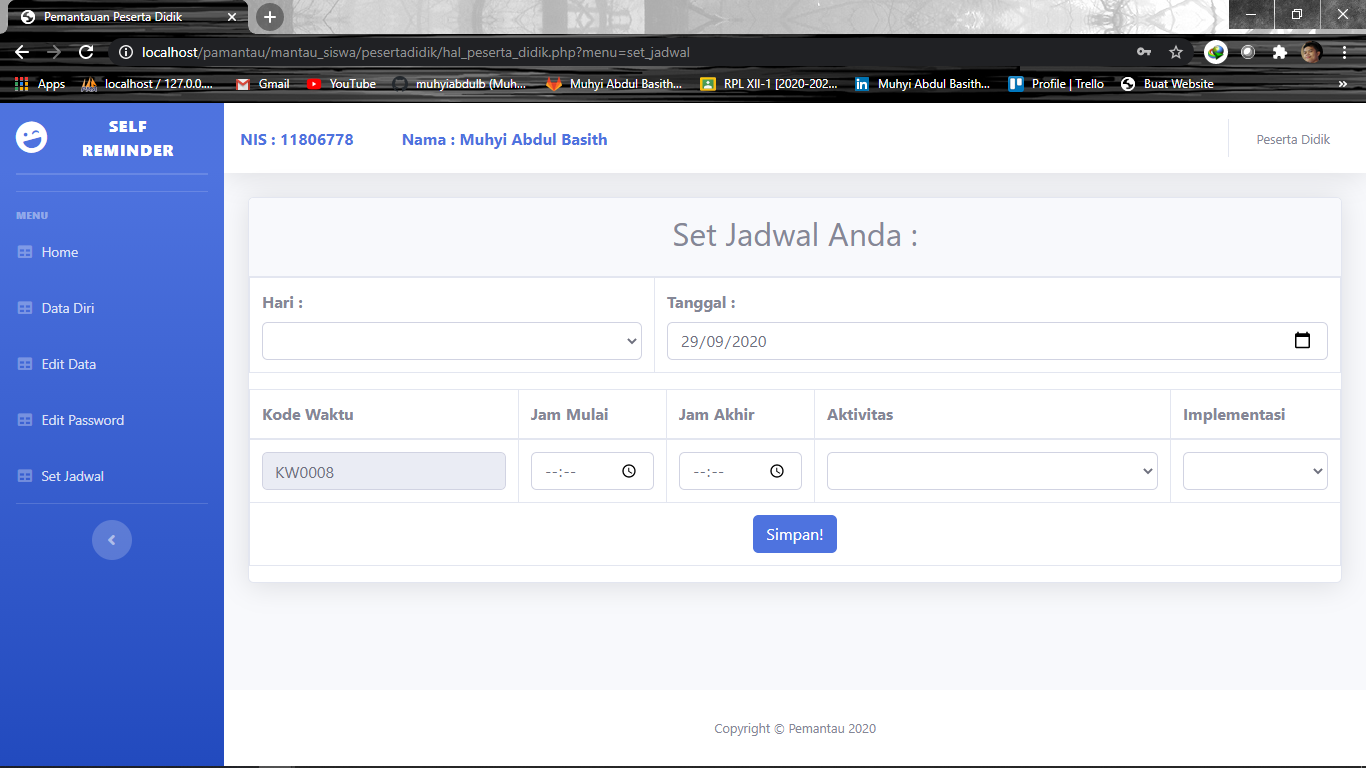 Pemantauan Peserta Didik
localhost/pamantau/mantau_siswa/pesertadidik/hal_peserta_didik.php?menu=set_jadwal
Apps localhost / 127.0.0.... Gmail YouTube muhyiabdulb (Muh... Muhyi Abdul Basith... RPL XII-1 [2020-202... Muhyi Abdul Basith... Profile | Trello Buat Website »
SELF
REMINDER
NIS : 11806778 Nama : Muhyi Abdul Basith Peserta Didik
MENU
Home
Data Diri
Edit Data
Edit Password
Set Jadwal
Set Jadwal Anda :
Hari : Tanggal :
29/09/2020
Kode Waktu Jam Mulai Jam Akhir Aktivitas Implementasi
KW0008 --:-- --:--
Simpan!
Copyright © Pemantau 2020